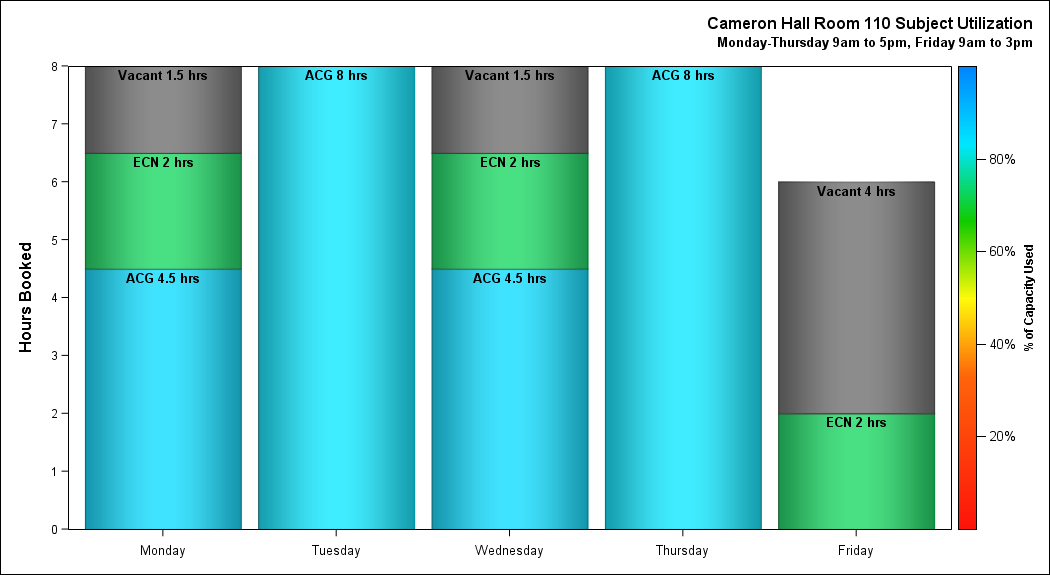 Cameron Hall Room 110 Subject Utilization
Monday-Thursday 9am to 5pm, Friday 9am to 3pm
Hours Booked
8
7
6
5
4
3
2
1
0
Vacant 1.5 hrs
ECN 2 hrs
ACG 4.5 hrs
ACG 8 hrs
Vacant 1.5 hrs
ECN 2 hrs
ACG 4.5 hrs
ACG 8 hrs
Vacant 4 hrs
ECN 2 hrs
Monday
Tuesday
Wednesday
Thursday
Friday
80%
60%
40%
20%
% of Capacity Used